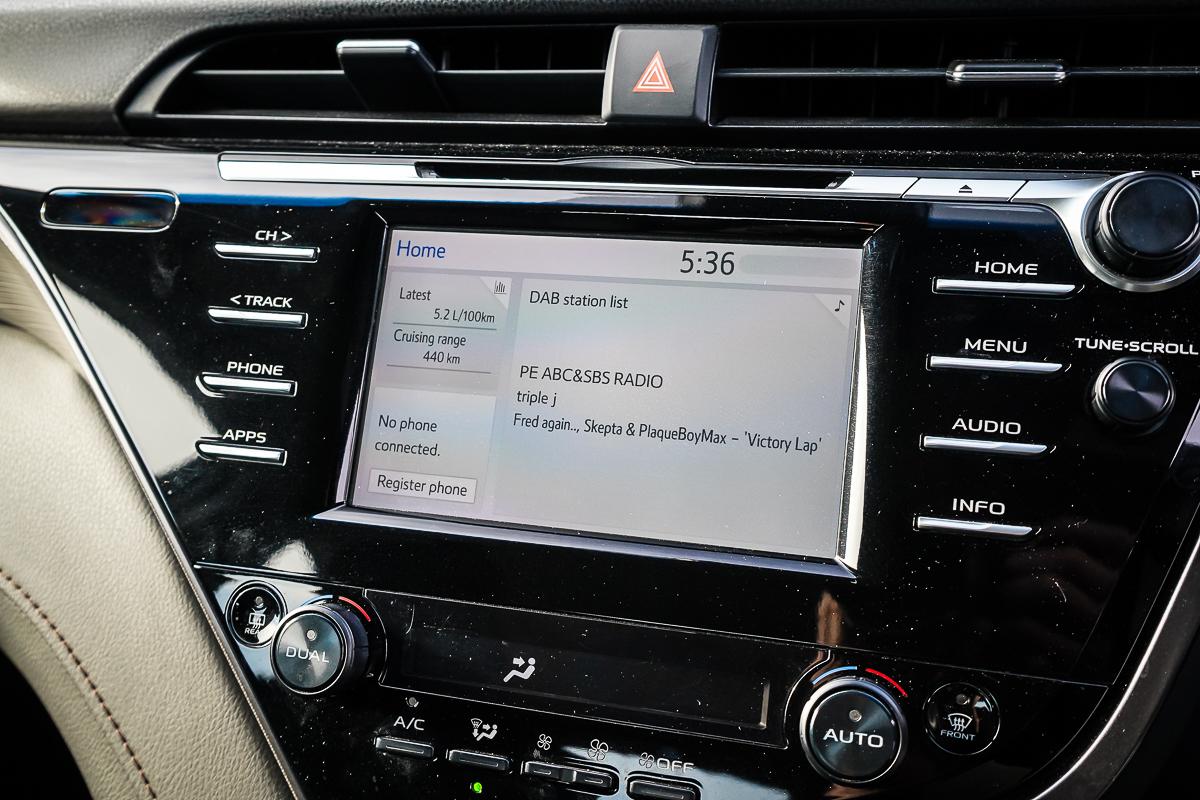 CH >
< TRACK
PHONE
APPS
Home
5:36
Latest
5.2 L/100km
Cruising range
440 km
No phone
connected.
Register phone
DAB station list
PE ABC&SBS RADIO
triple j
Fred again.., Skepta & PlaqueBoyMax – 'Victory Lap'
HOME
MENU
TUNE•SCROLL
AUDIO
INFO
DUAL
A/C
OFF
AUTO
FRONT